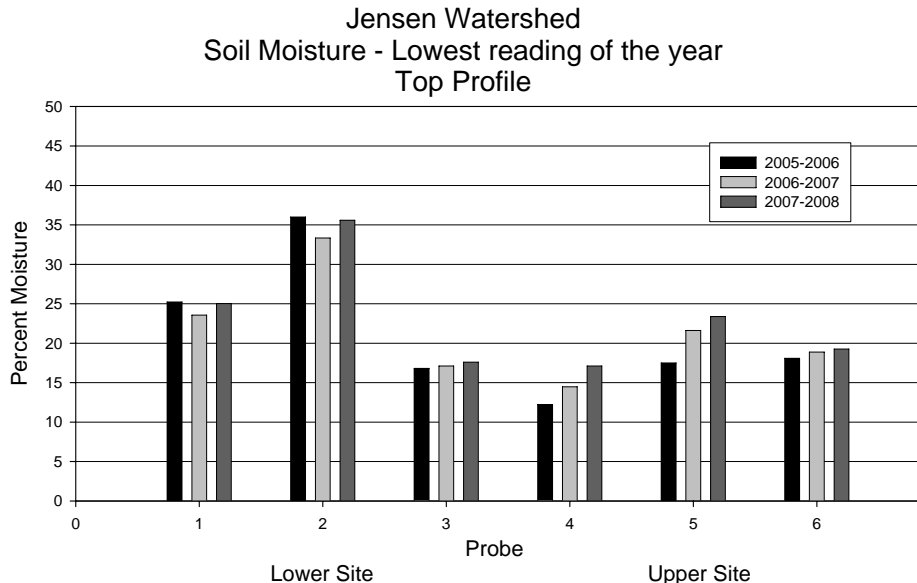 Jensen Watershed
Soil Moisture - Lowest reading of the year
Top Profile
50
45
40
35
30
25
20
15
10
5
0
Percent Moisture
2005-2006
2006-2007
2007-2008
0 1 2 3 4 5 6
Probe
Lower Site Upper Site